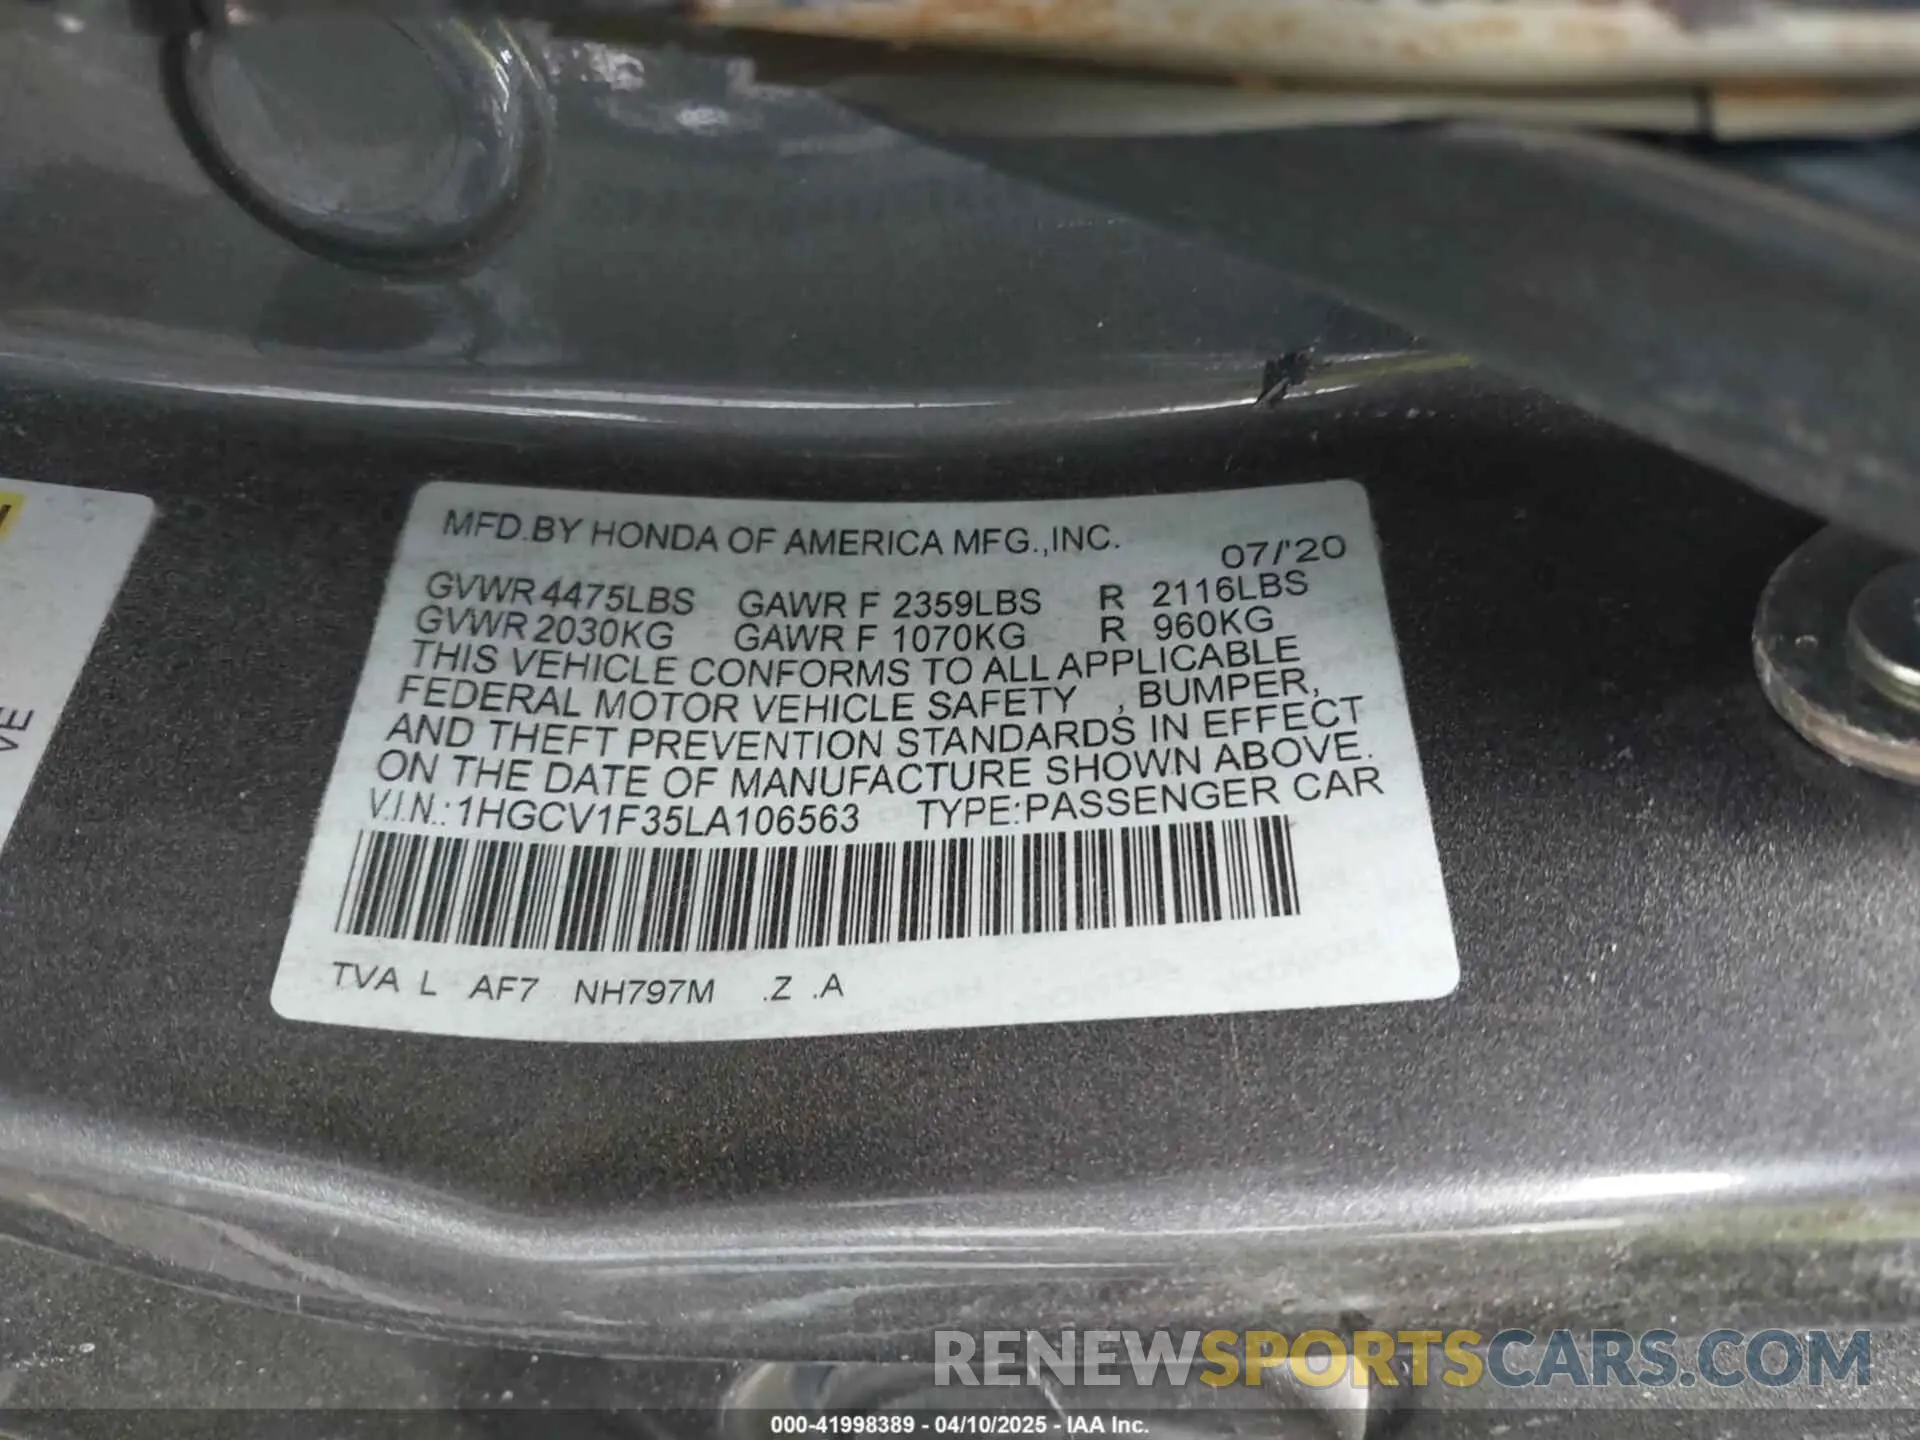 MFD.BY HONDA OF AMERICA MFG.,INC. 07/'20
GVWR 4475LBS GAWR F 2359LBS R 2116LBS
GVWR 2030KG GAWR F 1070KG R 960KG
THIS VEHICLE CONFORMS TO ALL APPLICABLE
FEDERAL MOTOR VEHICLE SAFETY , BUMPER,
AND THEFT PREVENTION STANDARDS IN EFFECT
ON THE DATE OF MANUFACTURE SHOWN ABOVE.
V.I.N.: 1HGCV1F35LA106563 TYPE:PASSENGER CAR
TVA L AF7 NH797M .Z .A
VE
RENEWSPORTSCARS.COM
000-41998389 - 04/10/2025 - IAA Inc.